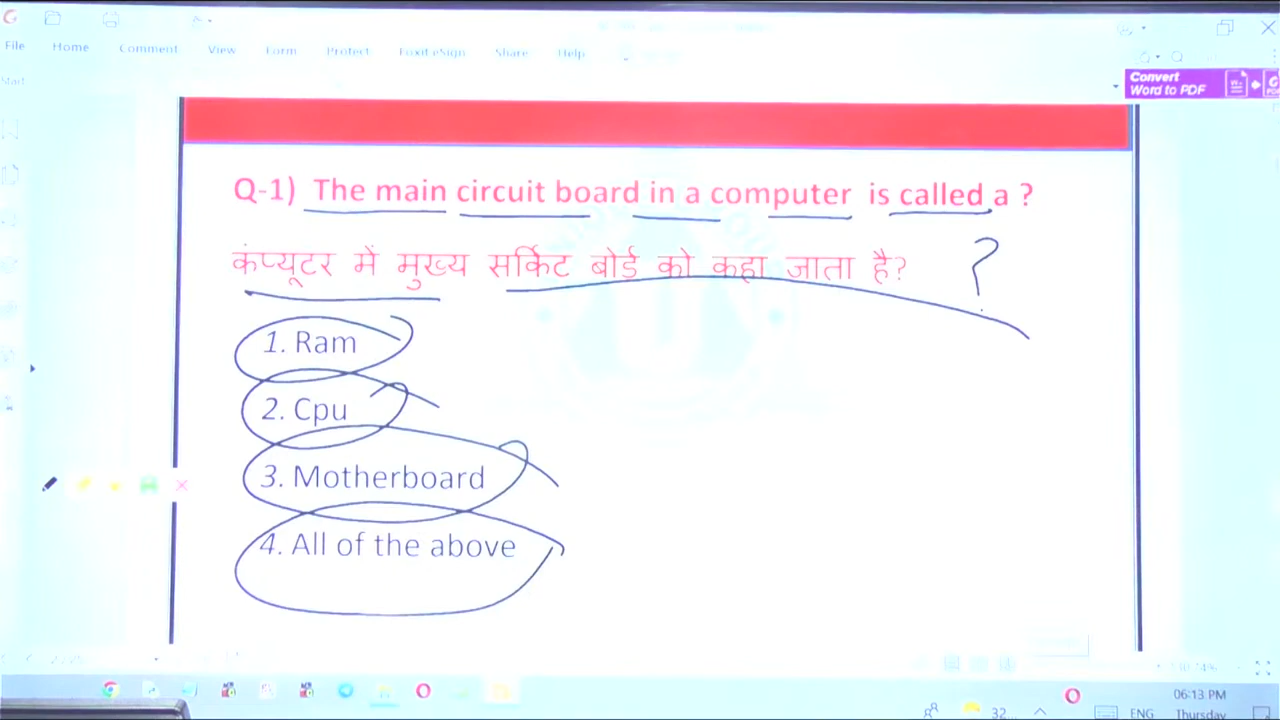 File Home Comment View Form Protect Foxit eSign Share Help
Start
Convert
Word to PDF
Q-1) The main circuit board in a computer is called a ?
कंप्यूटर में मुख्य सर्किट बोर्ड को कहा जाता है?
?
1. Ram
2. Cpu
3. Motherboard
4. All of the above
06:13 PM
32... ENG Thursday